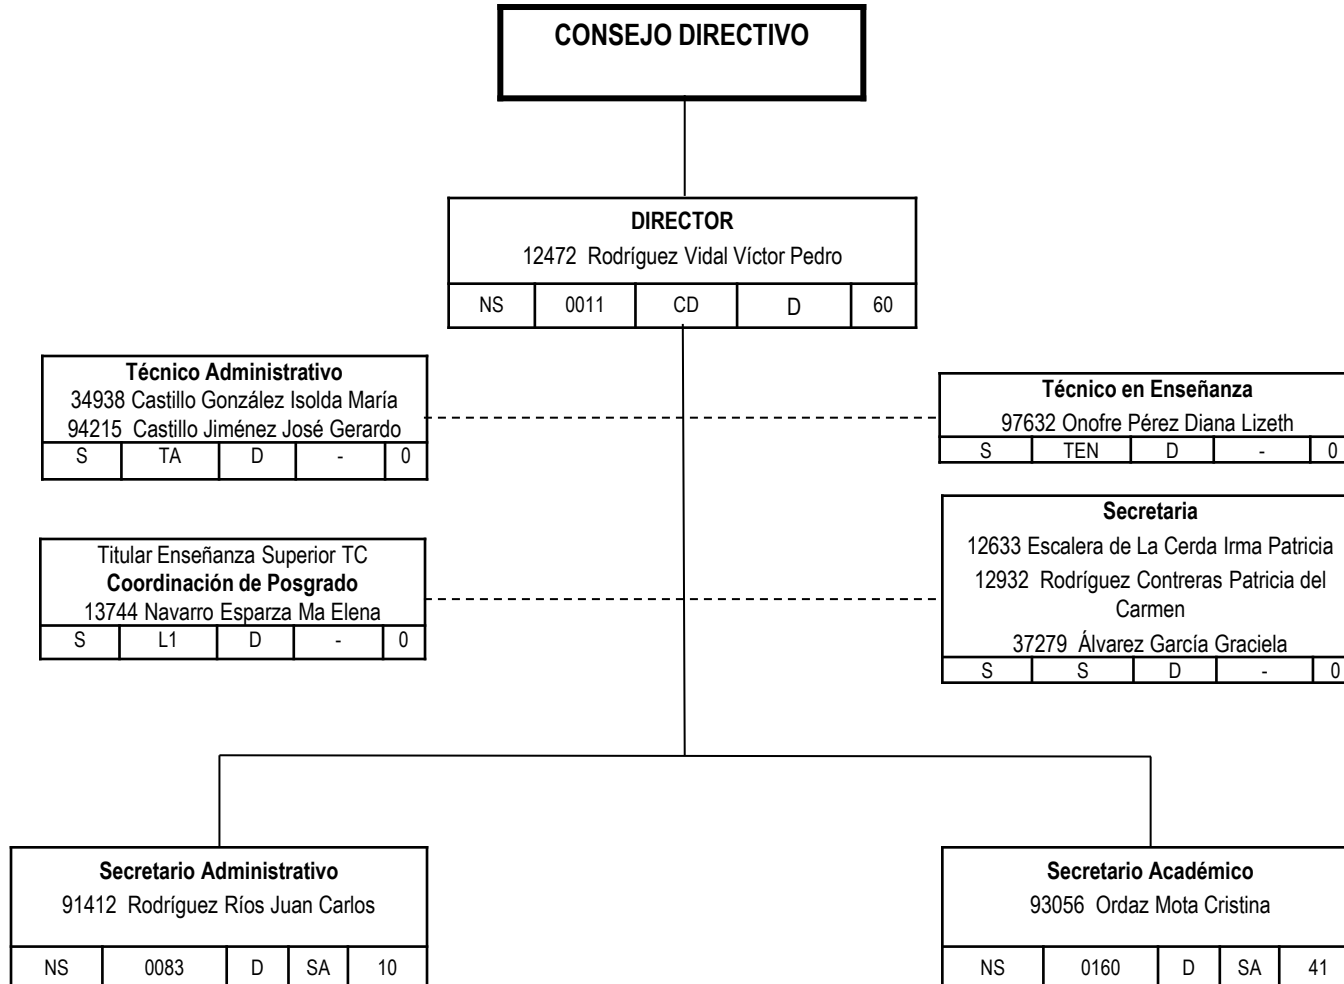 CONSEJO DIRECTIVO
DIRECTOR
12472 Rodríguez Vidal Víctor Pedro
NS 0011 CD D 60
Técnico Administrativo
34938 Castillo González Isolda María
94215 Castillo Jiménez José Gerardo
S TA D - 0
Técnico en Enseñanza
97632 Onofre Pérez Diana Lizeth
S TEN D - 0
Titular Enseñanza Superior TC
Coordinación de Posgrado
13744 Navarro Esparza Ma Elena
S L1 D - 0
Secretaria
12633 Escalera de La Cerda Irma Patricia
12932 Rodríguez Contreras Patricia del
Carmen
37279 Álvarez García Graciela
S S D - 0
Secretario Administrativo
91412 Rodríguez Ríos Juan Carlos
NS 0083 D SA 10
Secretario Académico
93056 Ordaz Mota Cristina
NS 0160 D SA 41